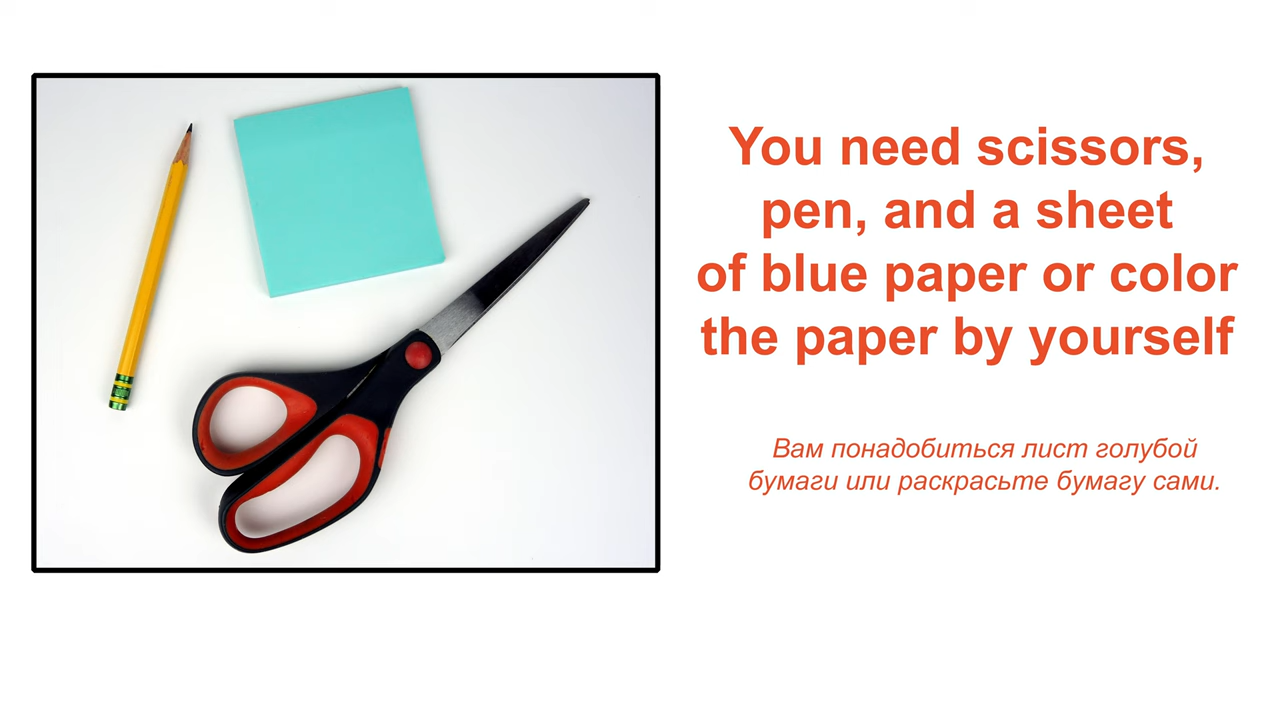 You need scissors,
pen, and a sheet
of blue paper or color
the paper by yourself
Вам понадобиться лист голубой
бумаги или раскрасьте бумагу сами.